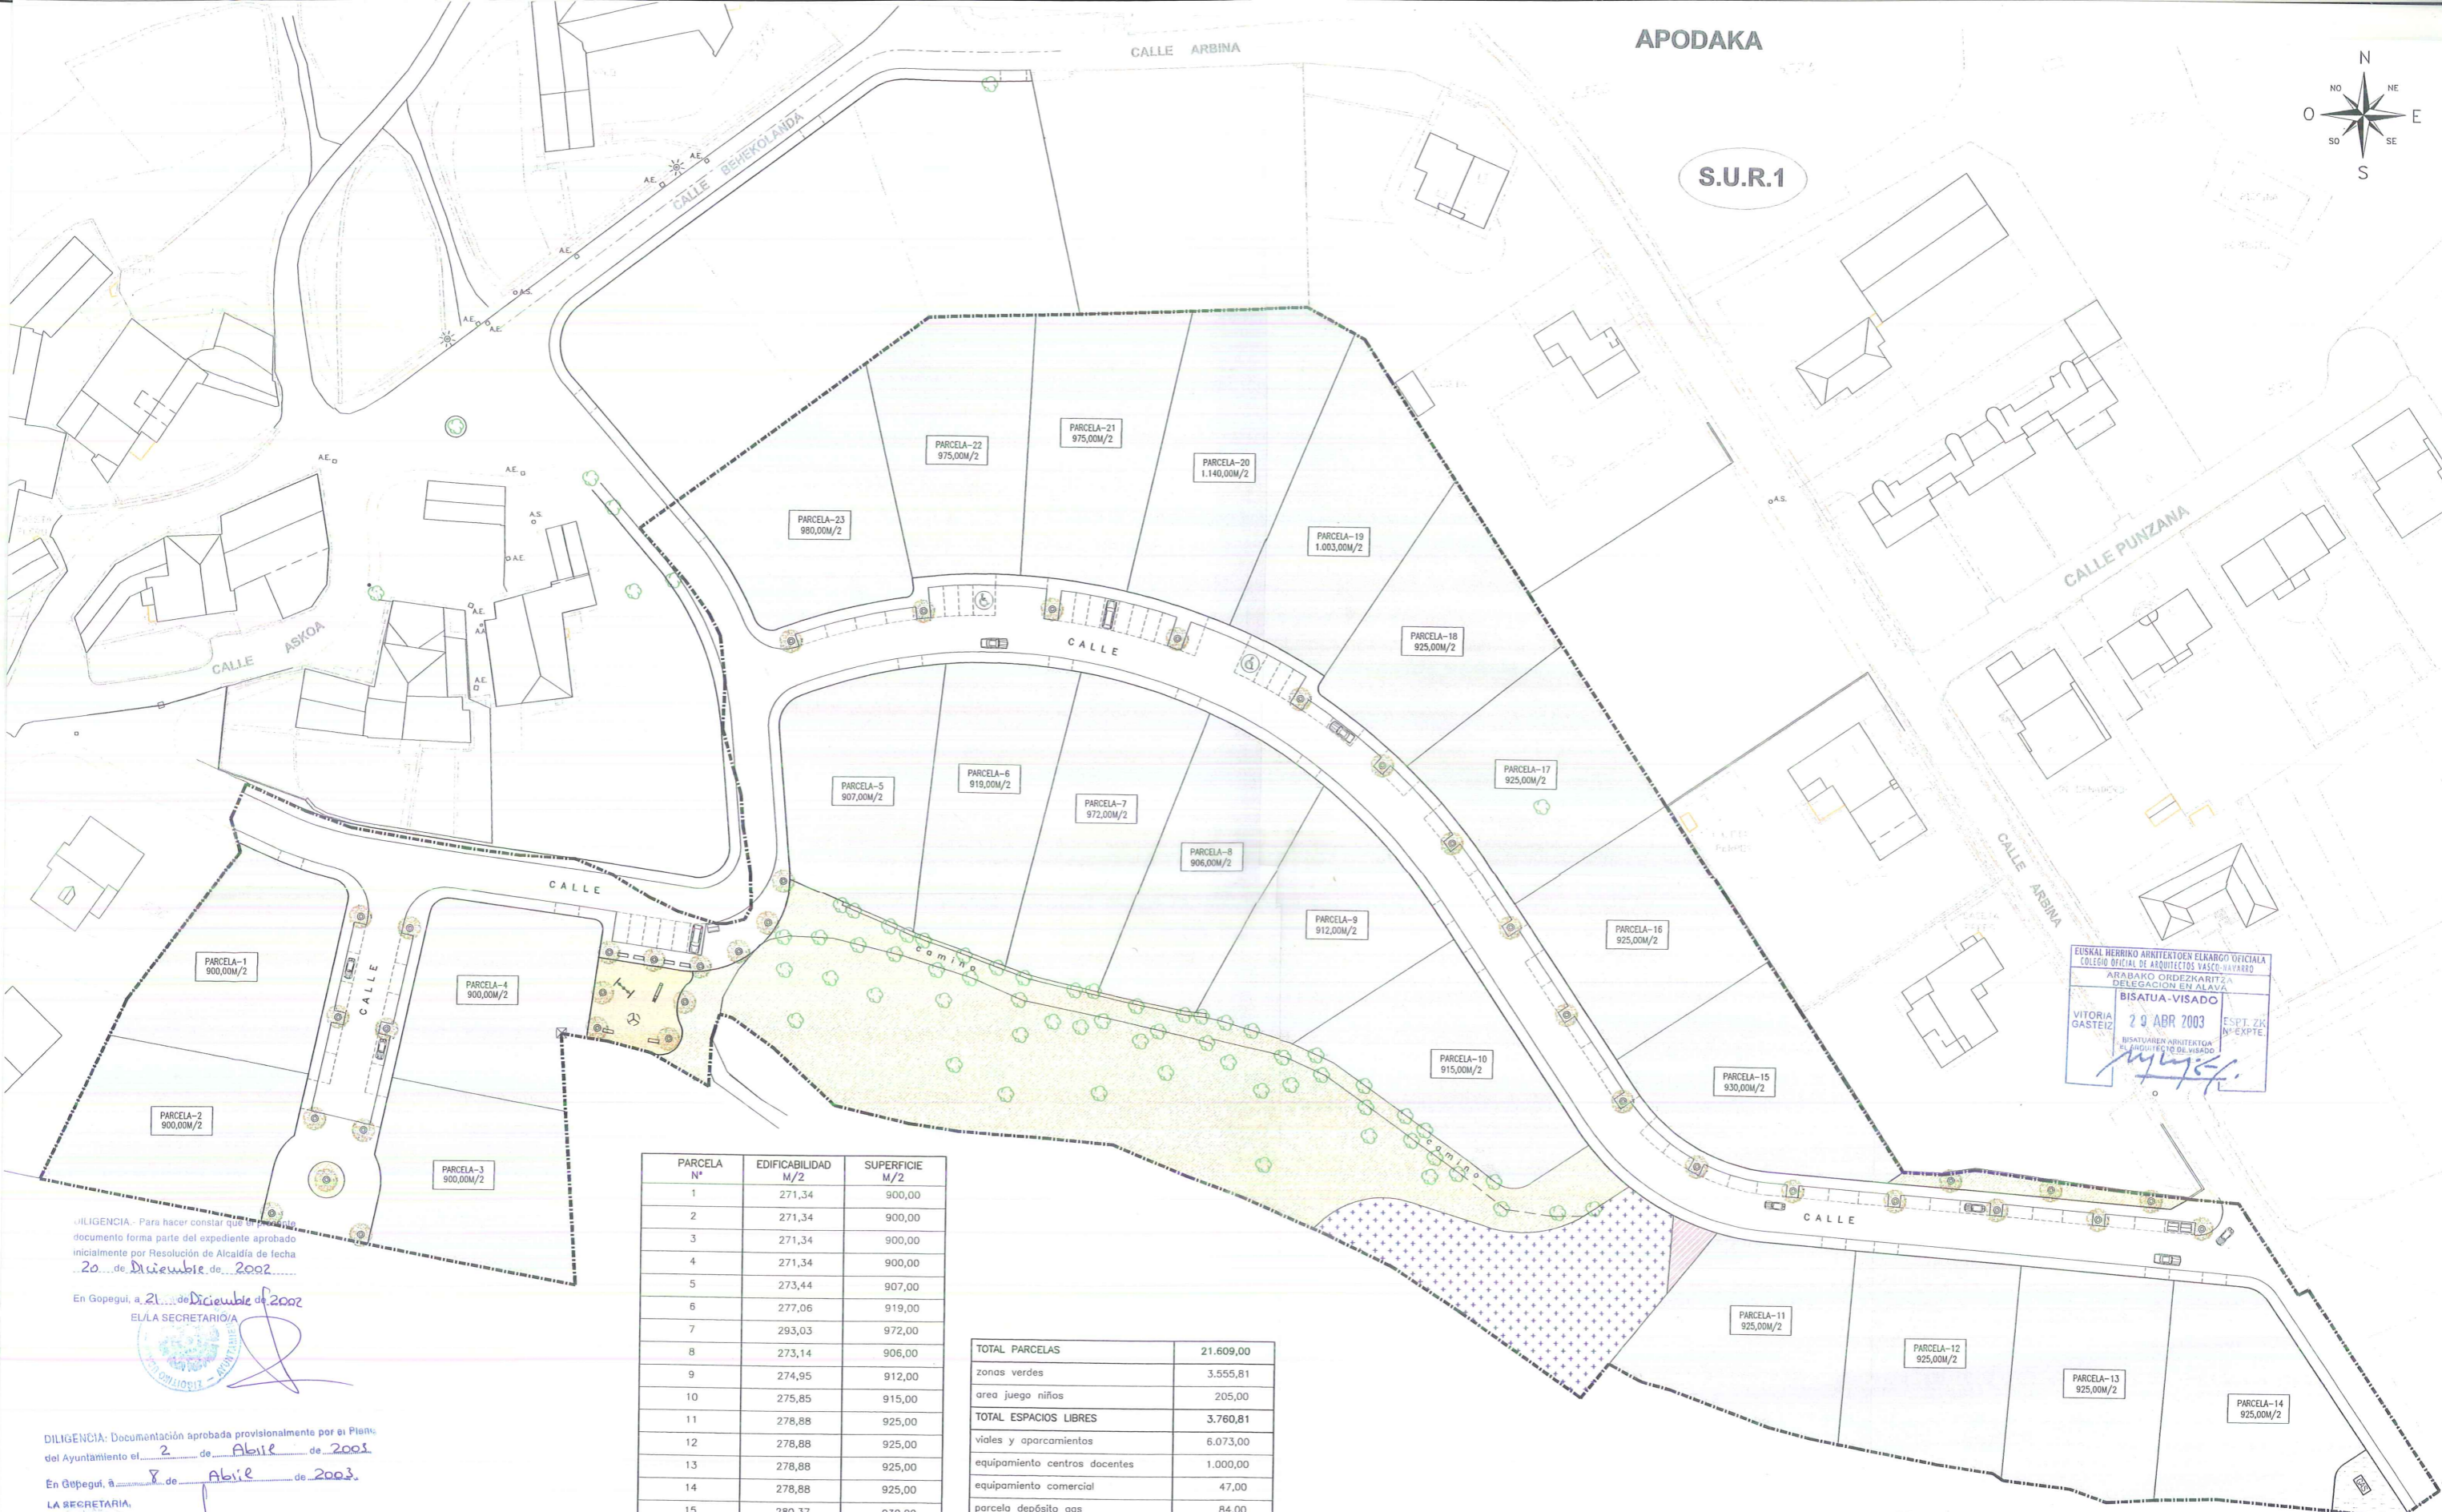 APODAKA
S.U.R.1
N
NO
NE
O
E
SO
SE
S
CALLE ARBINA
CALLE BEHEKOLANDA
A.E.
A.E.
A.E.
A.S.
A.E.
A.E.
A.E.
A.E.
A.S.
A.E.
A.E.
A.A
A.E.
A.S.
CALLE ASKOA
CALLE PUNZANA
CALLE ARBINA
PARCELA-22
975,00M/2
PARCELA-21
975,00M/2
PARCELA-20
1.140,00M/2
PARCELA-23
980,00M/2
PARCELA-19
1.003,00M/2
PARCELA-18
925,00M/2
CALLE
PARCELA-17
925,00M/2
PARCELA-5
907,00M/2
PARCELA-6
919,00M/2
PARCELA-7
972,00M/2
PARCELA-8
906,00M/2
PARCELA-9
912,00M/2
PARCELA-16
925,00M/2
CALLE
camino
PARCELA-1
900,00M/2
CALLE
PARCELA-4
900,00M/2
PARCELA-10
915,00M/2
PARCELA-15
930,00M/2
PARCELA-2
900,00M/2
PARCELA-3
900,00M/2
camino
CALLE
PARCELA-11
925,00M/2
PARCELA-12
925,00M/2
PARCELA-13
925,00M/2
PARCELA-14
925,00M/2
EUSKAL HERRIKO ARKITEKTOEN ELKARGO OFICIALA
COLEGIO OFICIAL DE ARQUITECTOS VASCO-NAVARRO
ARABAKO ORDEZKARITZA
DELEGACION EN ALAVA
BISATUA-VISADO
VITORIA
GASTEIZ
29 ABR 2003
ESPT. ZK
Nº EXPTE.
BISATUAREN ARKITEKTOA
EL ARQUITECTO DE VISADO
DILIGENCIA.- Para hacer constar que el presente
documento forma parte del expediente aprobado
inicialmente por Resolución de Alcaldía de fecha
20 de Diciembre de 2002
En Gopegui, a 21 de Diciembre de 2002
EL/LA SECRETARIO/A
DILIGENCIA: Documentación aprobada provisionalmente por el Pleno
del Ayuntamiento el 2 de Abril de 2003
En Gopegui, a 8 de Abril de 2003.
LA SECRETARIA,
PARCELA Nº EDIFICABILIDAD M/2 SUPERFICIE M/2
1 271,34 900,00
2 271,34 900,00
3 271,34 900,00
4 271,34 900,00
5 273,44 907,00
6 277,06 919,00
7 293,03 972,00
8 273,14 906,00
9 274,95 912,00
10 275,85 915,00
11 278,88 925,00
12 278,88 925,00
13 278,88 925,00
14 278,88 925,00
15 280,37 930,00
TOTAL PARCELAS 21.609,00
zonas verdes 3.555,81
area juego niños 205,00
TOTAL ESPACIOS LIBRES 3.760,81
viales y aparcamientos 6.073,00
equipamiento centros docentes 1.000,00
equipamiento comercial 47,00
parcela depósito gas 84,00